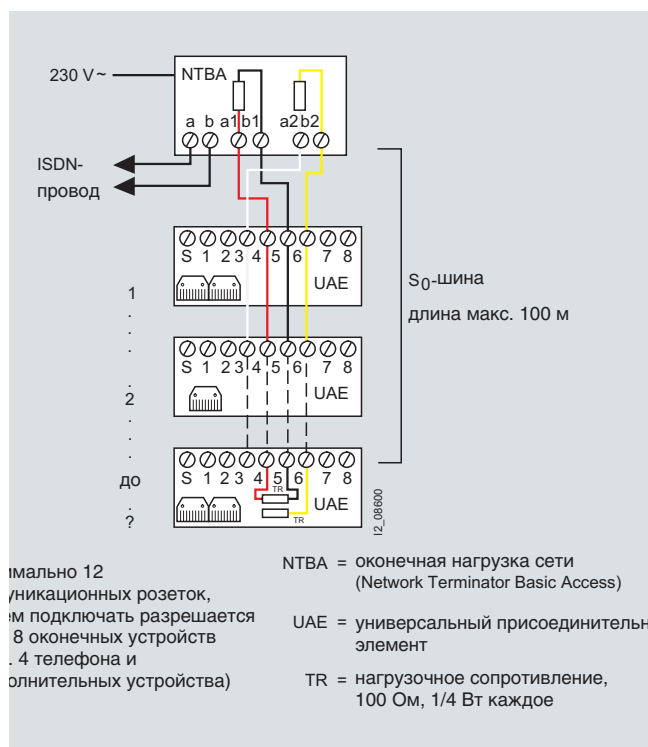 230 V~
NTBA
a b a1 b1 a2 b2
ISDN-
провод
S 1 2 3 4 5 6 7 8
UAE
1
.
.
.
S0-шина
длина макс. 100 м
S 1 2 3 4 5 6 7 8
UAE
.
2
.
.
.
S 1 2 3 4 5 6 7 8
TR
UAE
TR
до
.
?
I2_08600
имально 12
уникационных розеток,
ем подключать разрешается
. 8 оконечных устройств
. 4 телефона и
олнительных устройства)
NTBA = оконечная нагрузка сети
(Network Terminator Basic Access)
UAE = универсальный присоединительн
элемент
TR = нагрузочное сопротивление,
100 Ом, 1/4 Вт каждое